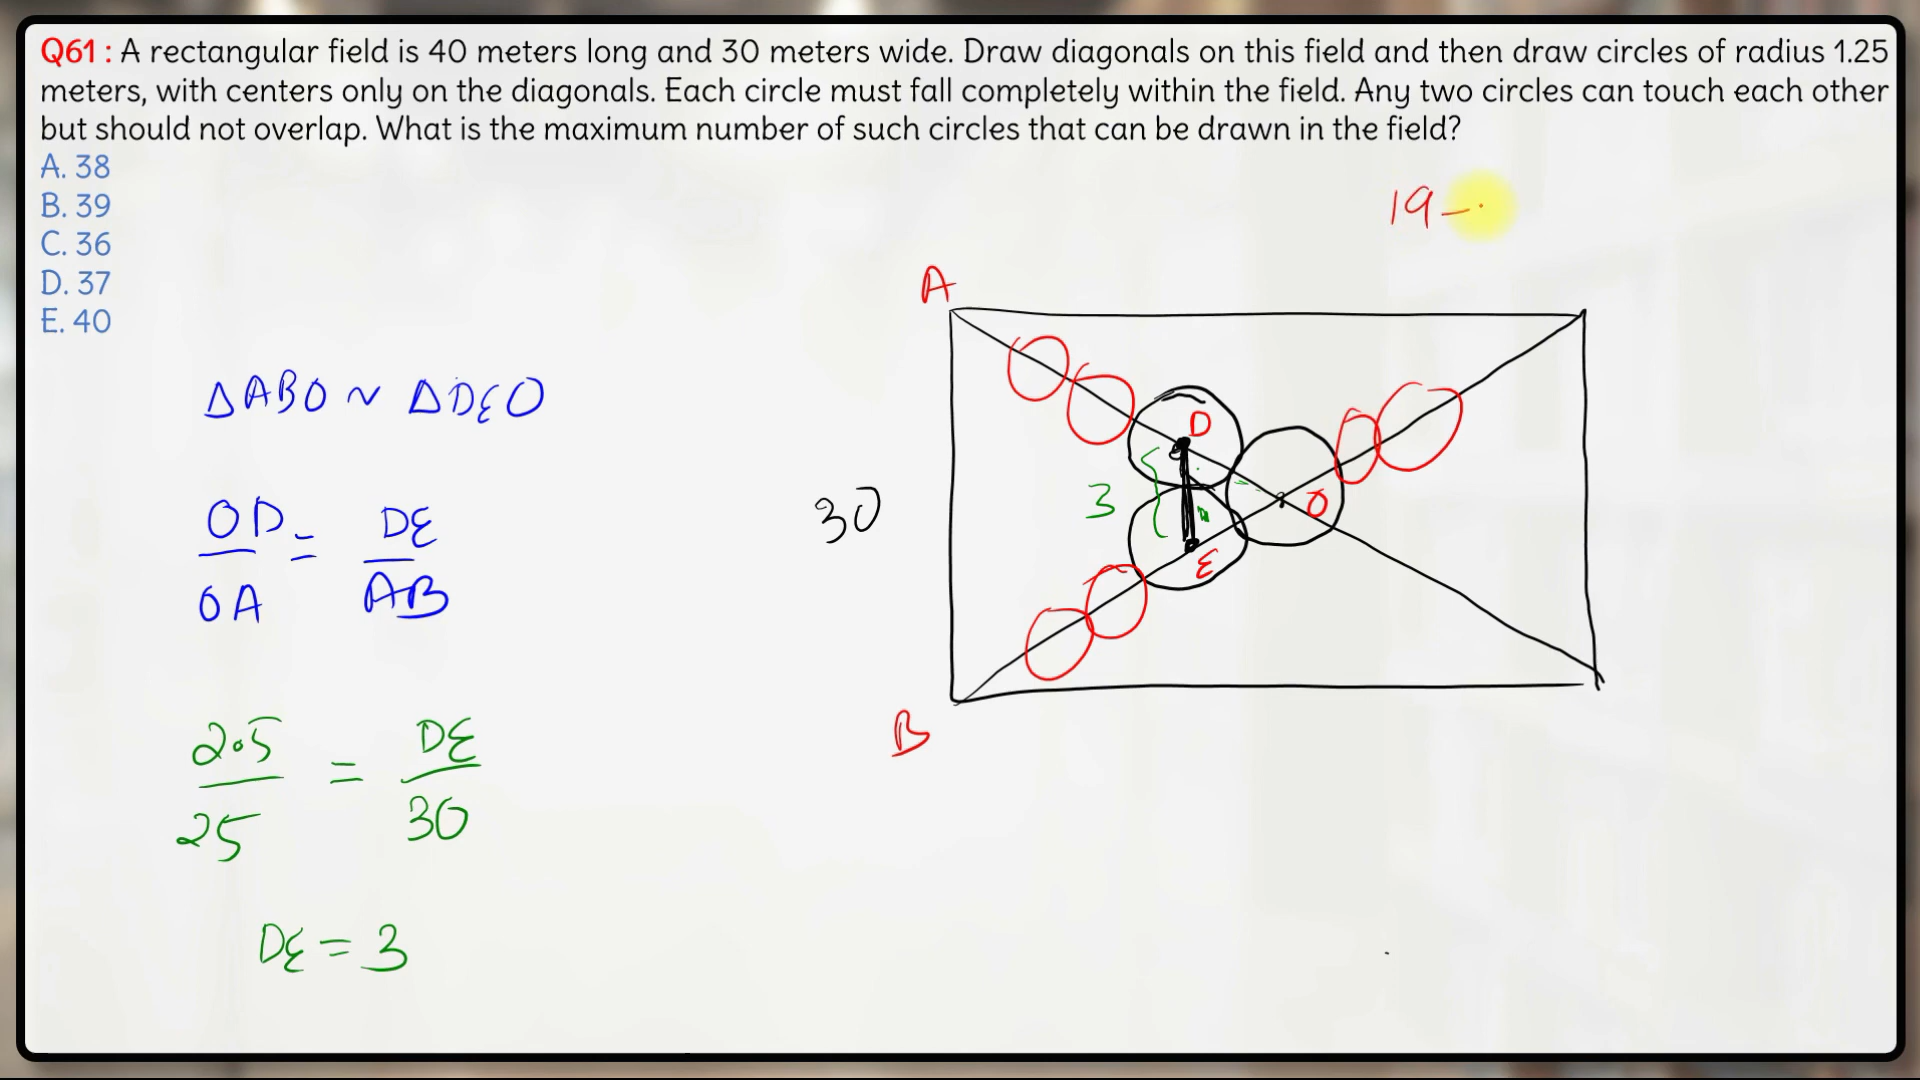 Q61 : A rectangular field is 40 meters long and 30 meters wide. Draw diagonals on this field and then draw circles of radius 1.25
meters, with centers only on the diagonals. Each circle must fall completely within the field. Any two circles can touch each other
but should not overlap. What is the maximum number of such circles that can be drawn in the field?
A. 38
B. 39
C. 36
D. 37
E. 40
19 -
A
ΔABO ~ ΔDEO
D
3
O
30
E
OD/OA = DE/AB
B
2.5/25 = DE/30
DE = 3